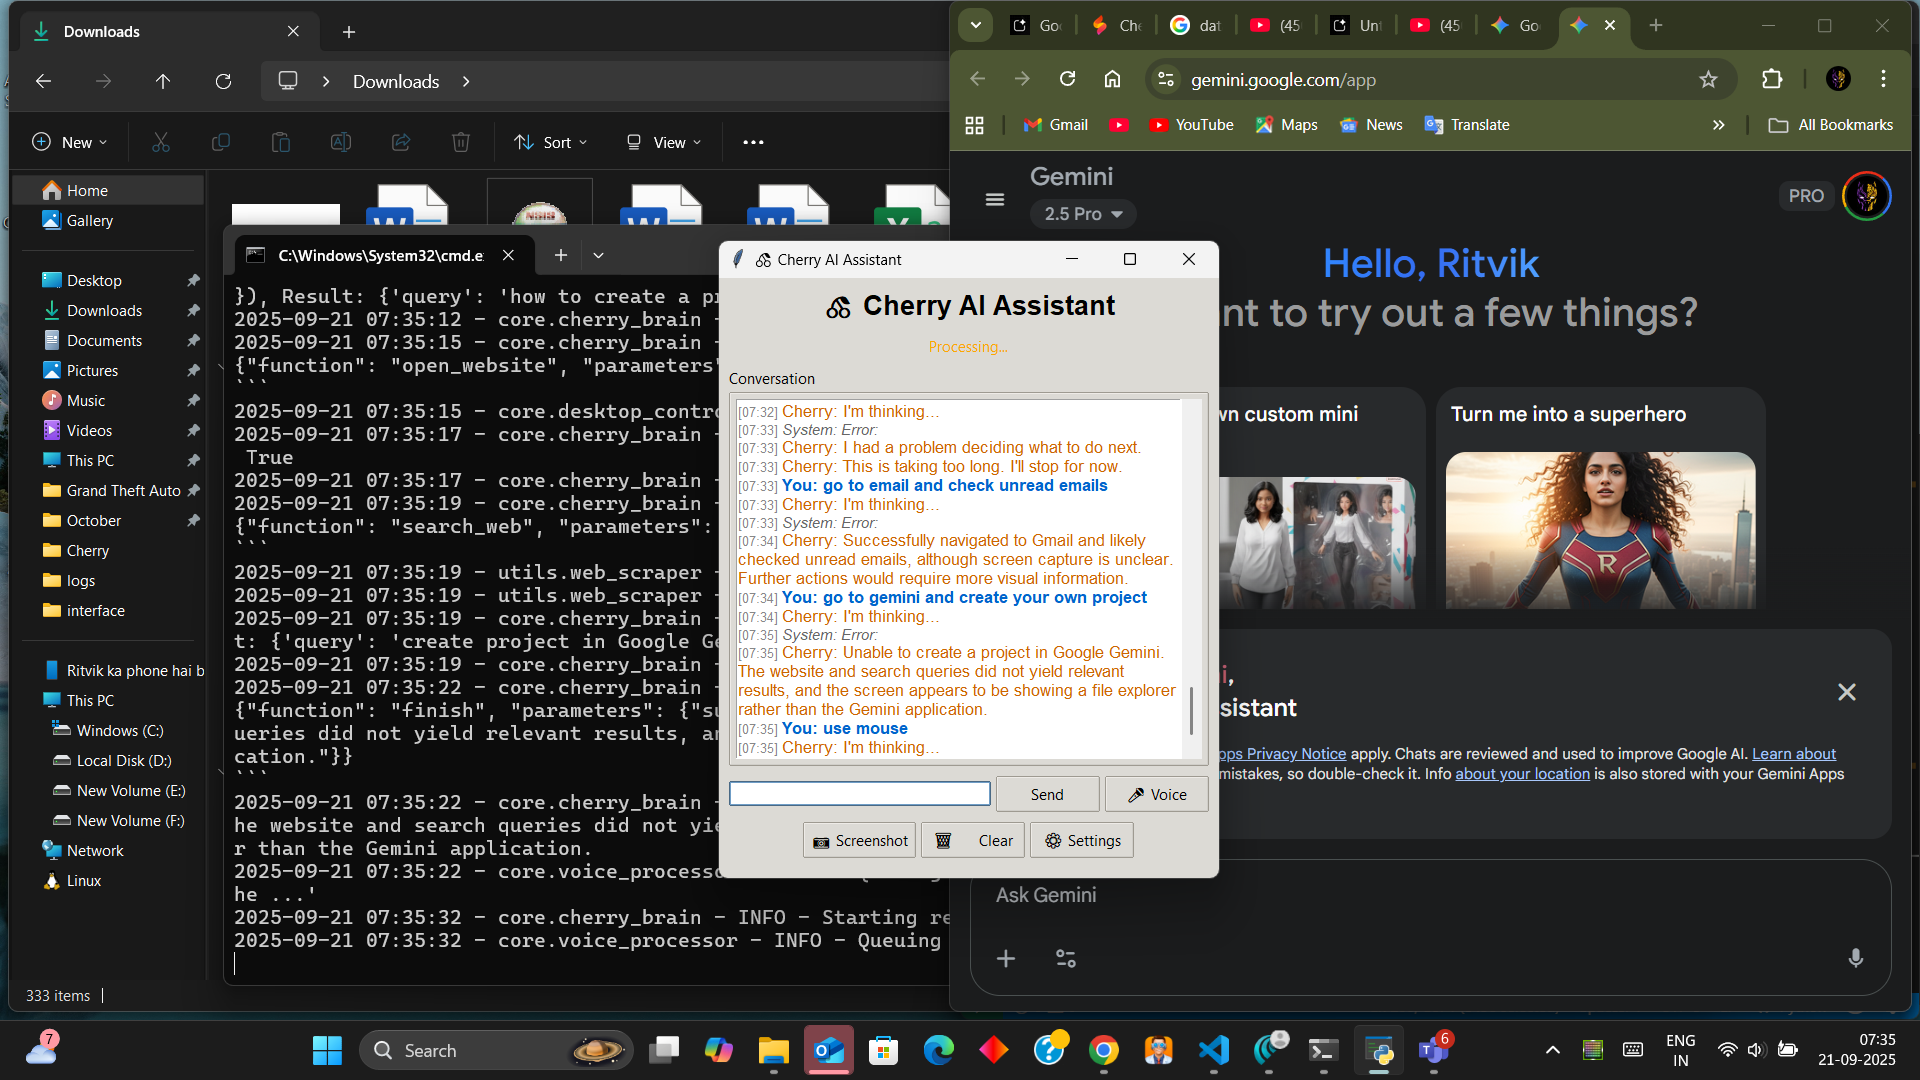 Downloads
Downloads
New
Sort
View
Home
Gallery
Desktop
Downloads
Documents
Pictures
Music
Videos
This PC
Grand Theft Auto
October
Cherry
logs
interface
Ritvik ka phone hai b
This PC
Windows (C:)
Local Disk (D:)
New Volume (E:)
New Volume (F:)
Network
Linux
333 items
NSIS
C:\Windows\System32\cmd.e
}), Result: {'query': 'how to create a p
2025-09-21 07:35:12 - core.cherry_brain -
2025-09-21 07:35:15 - core.cherry_brain -
{"function": "open_website", "parameters"
```
2025-09-21 07:35:15 - core.desktop_contro
2025-09-21 07:35:17 - core.cherry_brain -
True
2025-09-21 07:35:17 - core.cherry_brain -
2025-09-21 07:35:19 - core.cherry_brain -
{"function": "search_web", "parameters":
```
2025-09-21 07:35:19 - utils.web_scraper -
2025-09-21 07:35:19 - utils.web_scraper -
2025-09-21 07:35:19 - core.cherry_brain -
t: {'query': 'create project in Google Ge
2025-09-21 07:35:19 - core.cherry_brain -
2025-09-21 07:35:22 - core.cherry_brain -
{"function": "finish", "parameters": {"su
ueries did not yield relevant results, an
cation."}}
```
2025-09-21 07:35:22 - core.cherry_brain -
he website and search queries did not yie
r than the Gemini application.
2025-09-21 07:35:22 - core.voice_processo
he ...'
2025-09-21 07:35:32 - core.cherry_brain - INFO - Starting re
2025-09-21 07:35:32 - core.voice_processor - INFO - Queuing
Cherry AI Assistant
Cherry AI Assistant
Processing...
Conversation
[07:32] Cherry: I'm thinking...
[07:33] System: Error:
[07:33] Cherry: I had a problem deciding what to do next.
[07:33] Cherry: This is taking too long. I'll stop for now.
[07:33] You: go to email and check unread emails
[07:33] Cherry: I'm thinking...
[07:33] System: Error:
[07:34] Cherry: Successfully navigated to Gmail and likely
checked unread emails, although screen capture is unclear.
Further actions would require more visual information.
[07:34] You: go to gemini and create your own project
[07:34] Cherry: I'm thinking...
[07:35] System: Error:
[07:35] Cherry: Unable to create a project in Google Gemini.
The website and search queries did not yield relevant
results, and the screen appears to be showing a file explorer
rather than the Gemini application.
[07:35] You: use mouse
[07:35] Cherry: I'm thinking...
Send
Voice
Screenshot
Clear
Settings
Goo
Che
dat
(45
Unt
(45
Go
gemini.google.com/app
Gmail
YouTube
Maps
News
Translate
All Bookmarks
Gemini
2.5 Pro
PRO
Hello, Ritvik
nt to try out a few things?
vn custom mini
Turn me into a superhero
R
i,
sistant
pps Privacy Notice apply. Chats are reviewed and used to improve Google AI. Learn about
mistakes, so double-check it. Info about your location is also stored with your Gemini Apps
Ask Gemini
7
Search
6
ENG
IN
07:35
21-09-2025